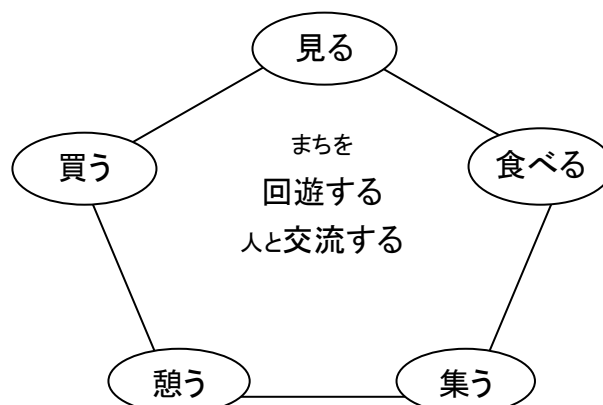 見る
買う
食べる
まちを
回遊する
人と交流する
憩う
集う